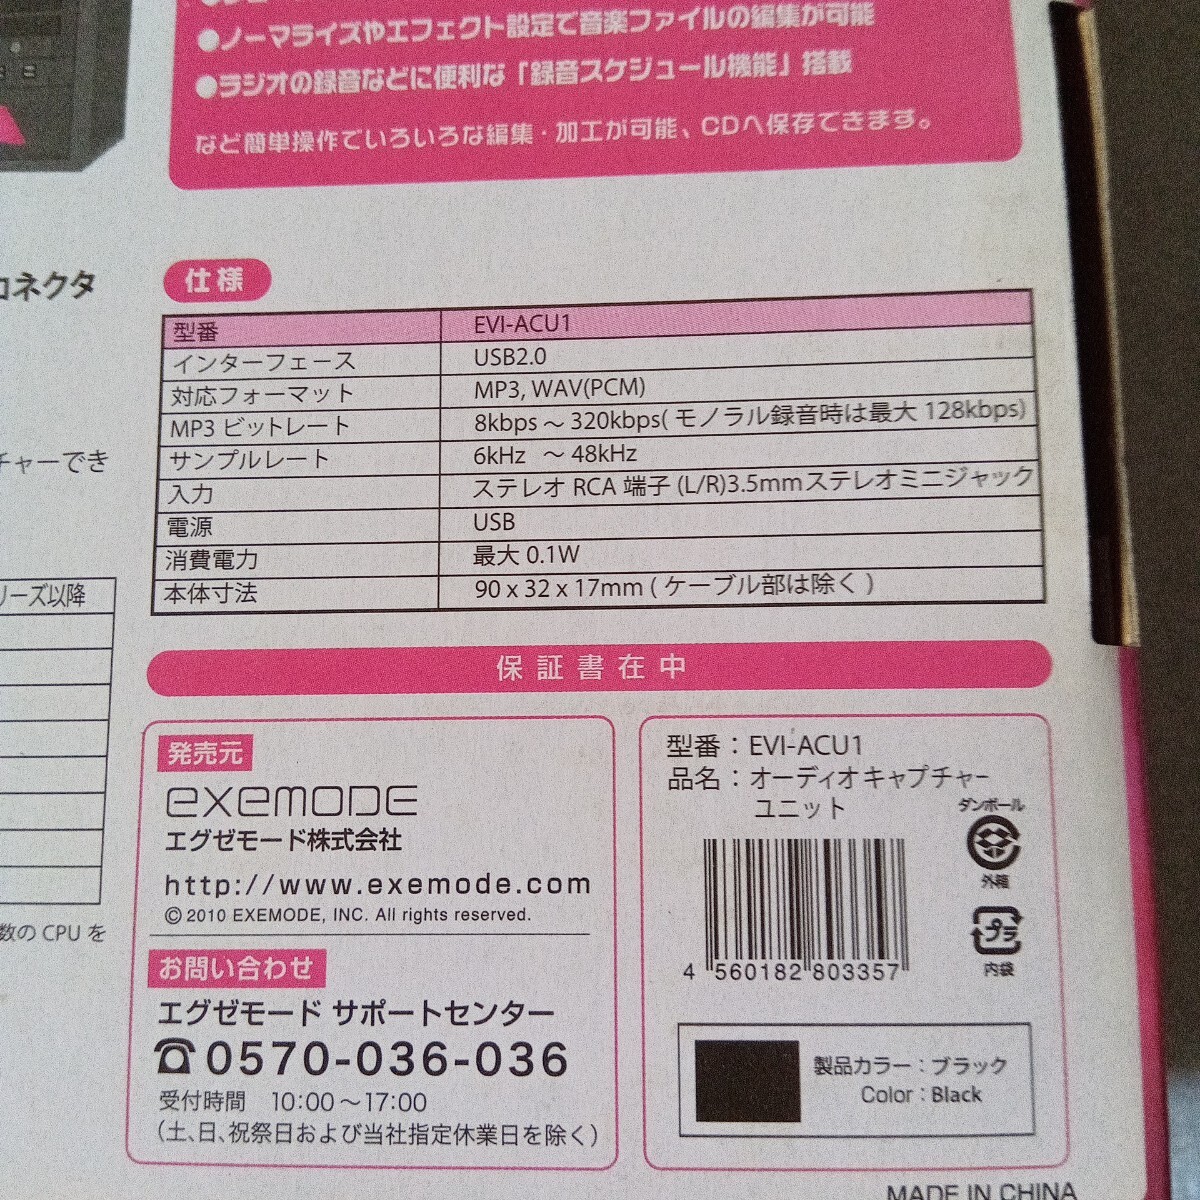 ●ノーマライズやエフェクト設定で音楽ファイルの編集が可能
●ラジオの録音などに便利な「録音スケジュール機能」搭載
など簡単操作でいろいろな編集・加工が可能、CDへ保存できます。
コネクタ
チャーでき
リーズ以降
数の CPU を
仕様
型番 EVI-ACU1
インターフェース USB2.0
対応フォーマット MP3, WAV(PCM)
MP3 ビットレート 8kbps ～ 320kbps( モノラル録音時は最大 128kbps)
サンプルレート 6kHz ～ 48kHz
入力 ステレオ RCA 端子 (L/R)3.5mmステレオミニジャック
電源 USB
消費電力 最大 0.1W
本体寸法 90 x 32 x 17mm ( ケーブル部は除く )
保証書在中
発売元
exemode
エグゼモード株式会社
http://www.exemode.com
© 2010 EXEMODE, INC. All rights reserved.
お問い合わせ
エグゼモード サポートセンター
☎0570-036-036
受付時間 10:00～17:00
(土、日、祝祭日および当社指定休業日を除く)
型番：EVI-ACU1
品名：オーディオキャプチャー
ユニット
ダンボール
外箱
プラ
内袋
4 560182 803357
製品カラー：ブラック
Color：Black
MADE IN CHINA